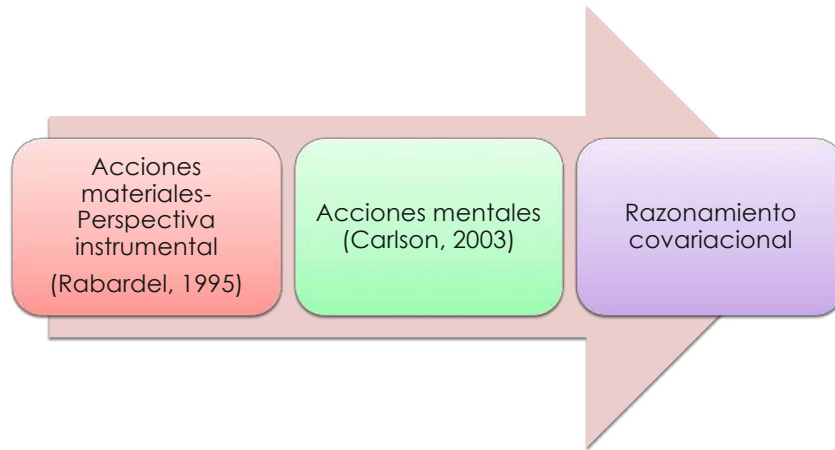 Acciones
materiales-
Perspectiva
instrumental
(Rabardel, 1995)
Acciones mentales
(Carlson, 2003)
Razonamiento
covariacional